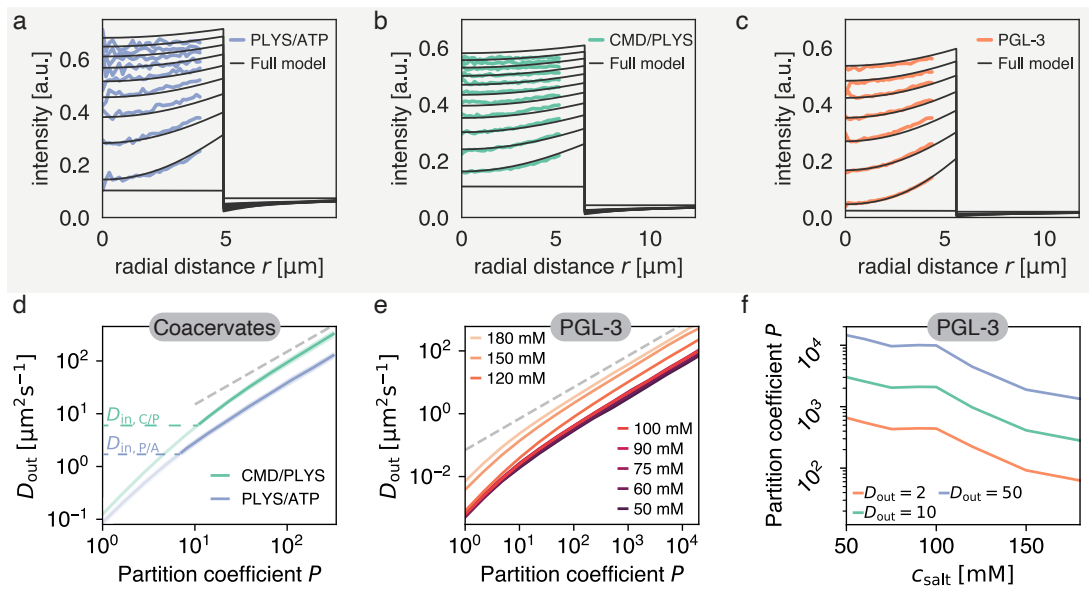 a
PLYS/ATP
Full model
intensity [a.u.]
0.6
0.4
0.2
0.0
0
5
radial distance r [μm]
b
CMD/PLYS
Full model
intensity [a.u.]
0.6
0.4
0.2
0.0
0
5
10
radial distance r [μm]
c
PGL-3
Full model
intensity [a.u.]
0.6
0.4
0.2
0.0
0
5
10
radial distance r [μm]
d
Coacervates
D_out [μm²s⁻¹]
10²
10¹
10⁰
10⁻¹
D_in, C/P
D_in, P/A
CMD/PLYS
PLYS/ATP
10⁰
10¹
10²
Partition coefficient P
e
PGL-3
D_out [μm²s⁻¹]
10²
10⁰
10⁻²
180 mM
150 mM
120 mM
100 mM
90 mM
75 mM
60 mM
50 mM
10⁰
10¹
10²
10³
10⁴
Partition coefficient P
f
PGL-3
Partition coefficient P
10⁴
10³
10²
D_out = 2
D_out = 50
D_out = 10
50
100
150
c_salt [mM]